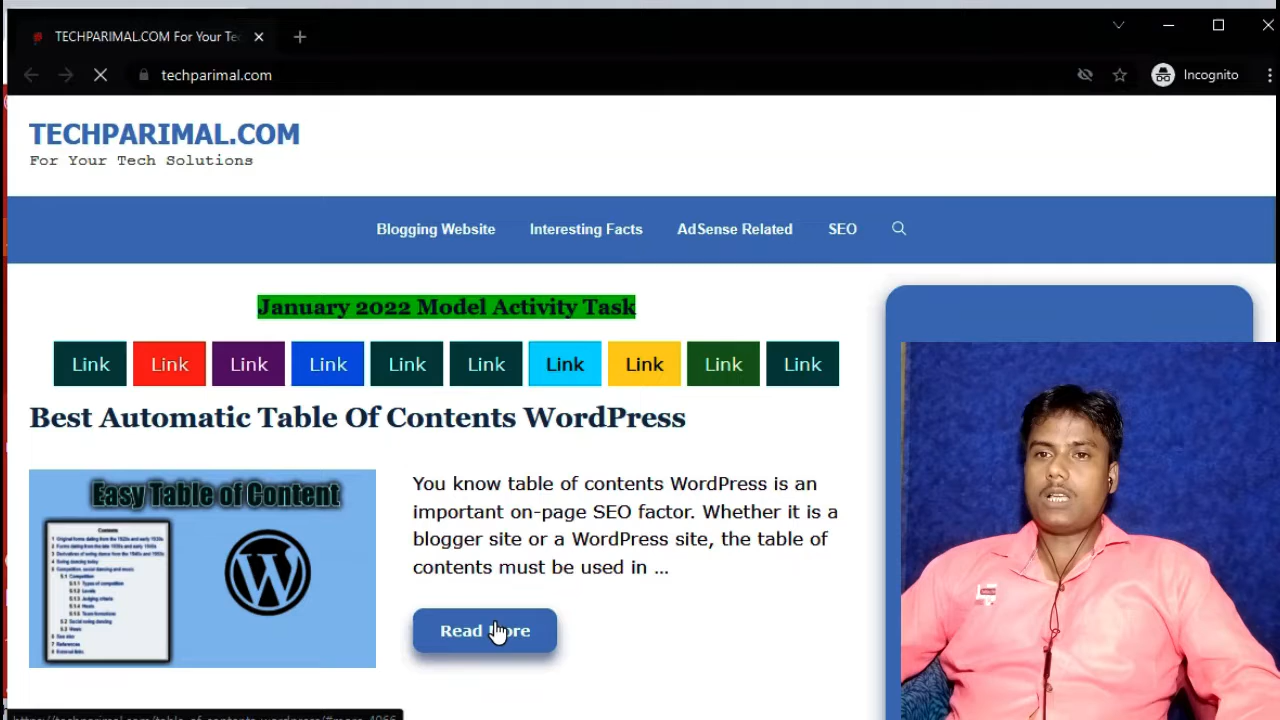 TECHPARIMAL.COM For Your Te
techparimal.com
Incognito
TECHPARIMAL.COM
For Your Tech Solutions
Blogging Website Interesting Facts AdSense Related SEO
January 2022 Model Activity Task
Link Link Link Link Link Link Link Link Link Link
Best Automatic Table Of Contents WordPress
Easy Table of Content
Contents
You know table of contents WordPress is an
important on-page SEO factor. Whether it is a
blogger site or a WordPress site, the table of
contents must be used in ...
Read More